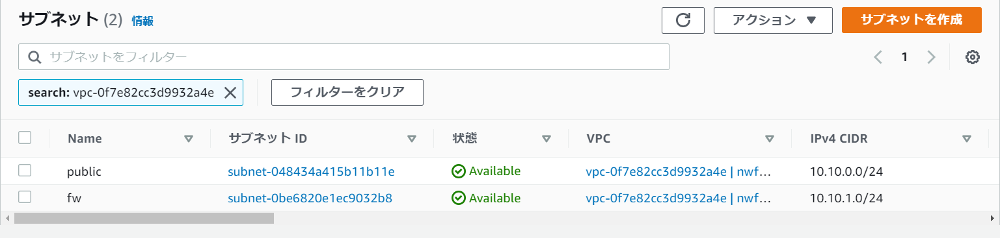 サブネット (2) 情報
アクション
サブネットを作成
サブネットをフィルター
1
search: vpc-0f7e82cc3d9932a4e
フィルターをクリア
Name サブネット ID 状態 VPC IPv4 CIDR
public subnet-048434a415b11b11e Available vpc-0f7e82cc3d9932a4e | nwf… 10.10.0.0/24
fw subnet-0be6820e1ec9032b8 Available vpc-0f7e82cc3d9932a4e | nwf… 10.10.1.0/24